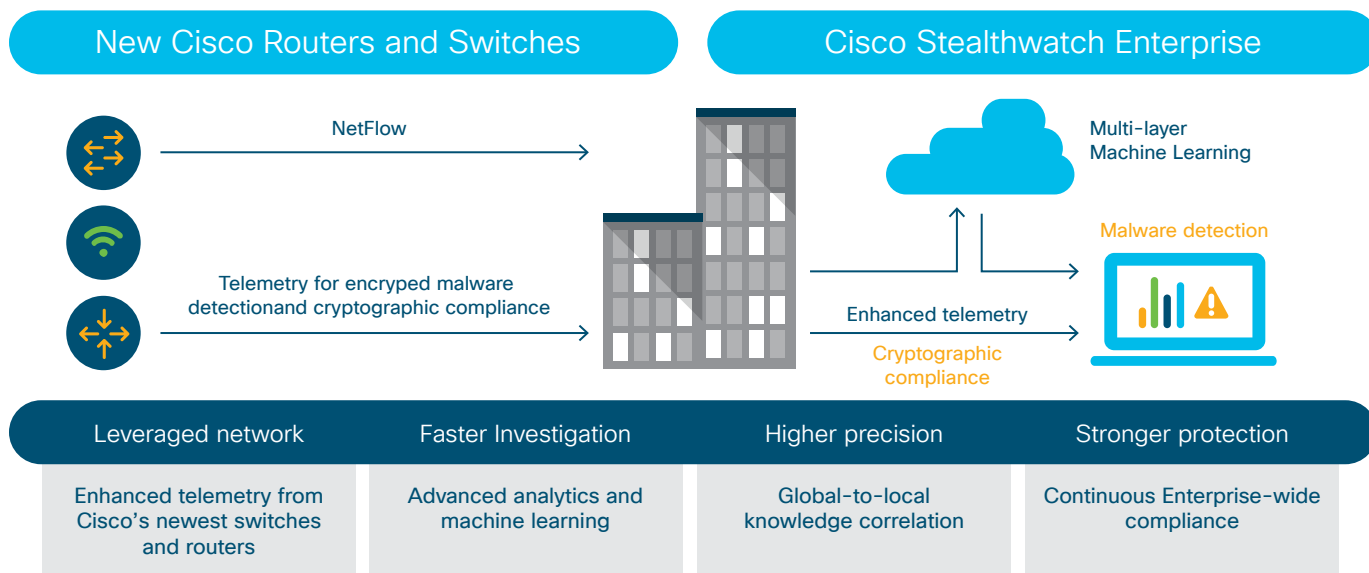 New Cisco Routers and Switches
Cisco Stealthwatch Enterprise
NetFlow
Telemetry for encryped malware
detectionand cryptographic compliance
Multi-layer
Machine Learning
Malware detection
Enhanced telemetry
Cryptographic
compliance
Leveraged network
Faster Investigation
Higher precision
Stronger protection
Enhanced telemetry from
Cisco's newest switches
and routers
Advanced analytics and
machine learning
Global-to-local
knowledge correlation
Continuous Enterprise-wide
compliance